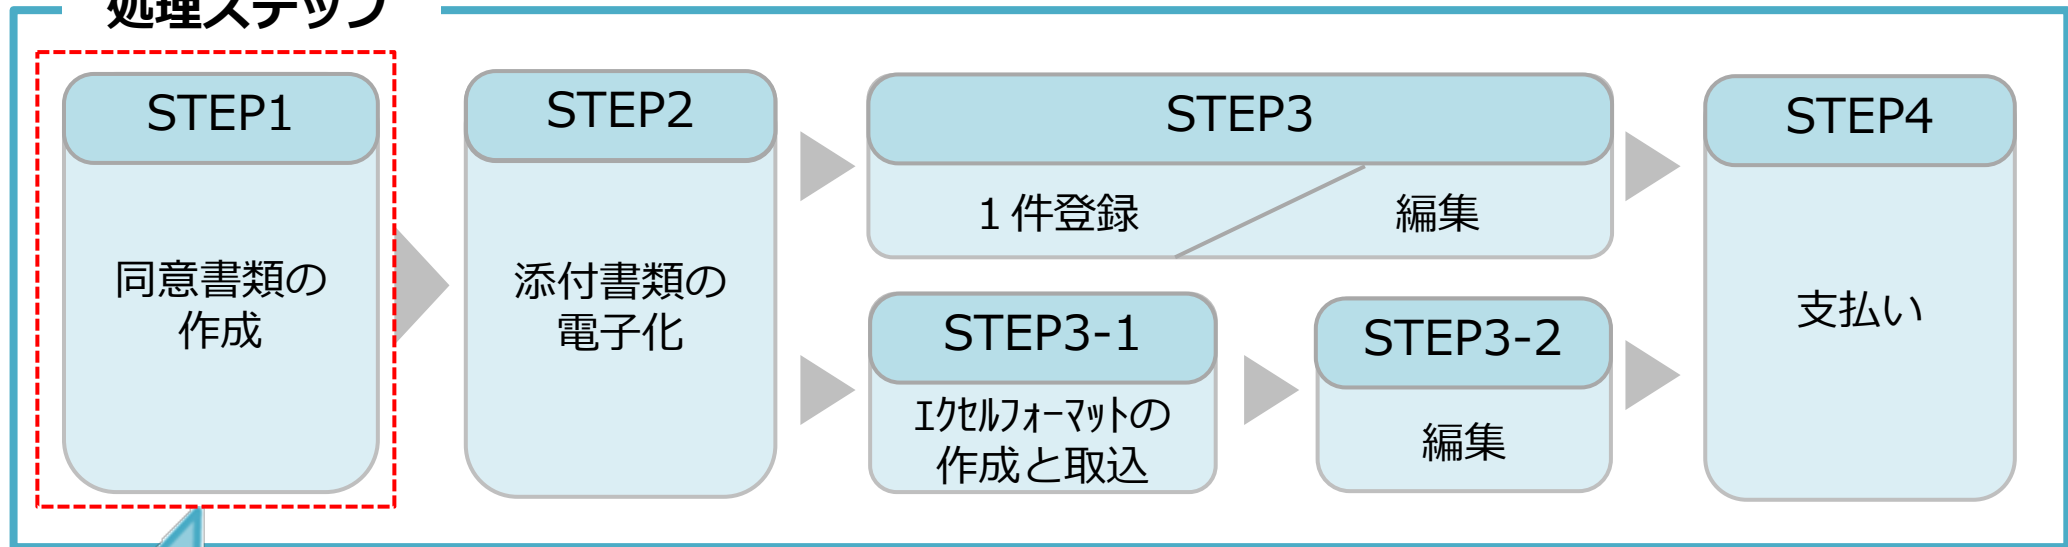 処理ステップ
STEP1
同意書類の
作成
STEP2
添付書類の
電子化
STEP3
１件登録
編集
STEP3-1
ｴｸｾﾙﾌｫｰﾏｯﾄの
作成と取込
STEP3-2
編集
STEP4
支払い